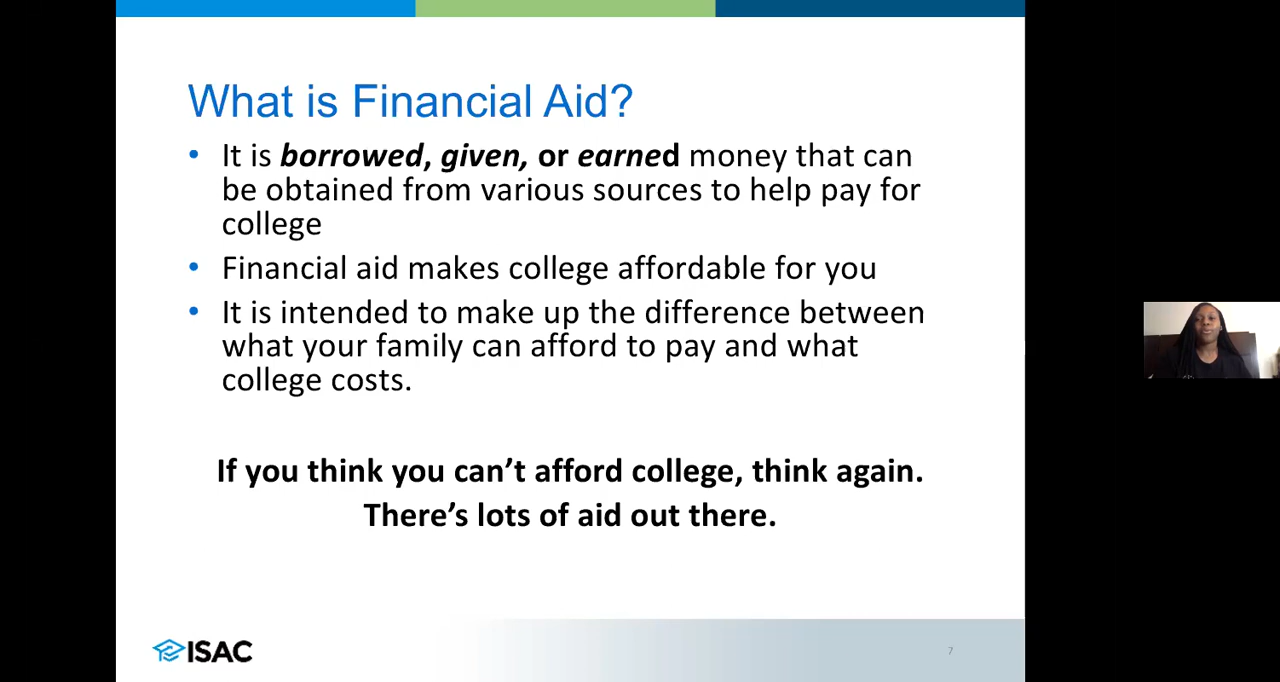 What is Financial Aid?
• It is borrowed, given, or earned money that can
be obtained from various sources to help pay for
college
• Financial aid makes college affordable for you
• It is intended to make up the difference between
what your family can afford to pay and what
college costs.
If you think you can’t afford college, think again.
There’s lots of aid out there.
ISAC
7